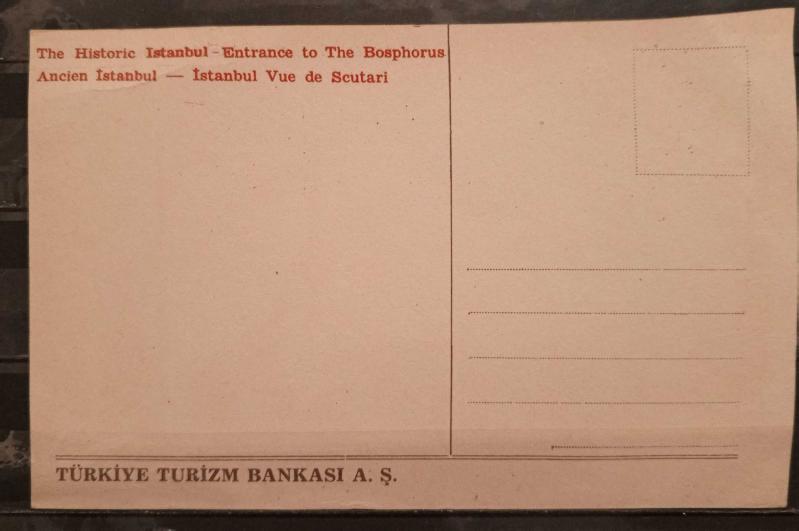 The Historic Istanbul - Entrance to The Bosphorus
Ancien İstanbul — İstanbul Vue de Scutari
TÜRKİYE TURİZM BANKASI A. Ş.